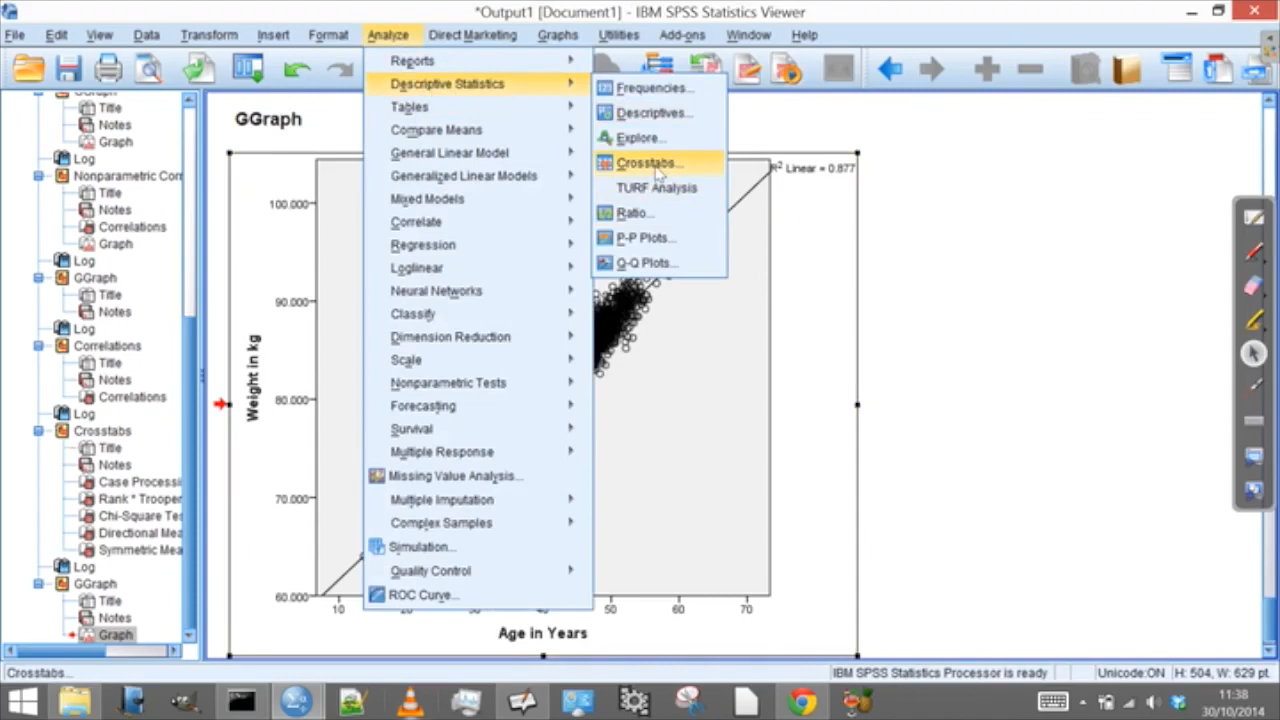 *Output1 [Document1] - IBM SPSS Statistics Viewer
File Edit View Data Transform Insert Format Analyze Direct Marketing Graphs Utilities Add-ons Window Help
Title
Notes
Graph
Log
Nonparametric Corr
Title
Notes
Correlations
Graph
Log
GGraph
Title
Notes
Log
Correlations
Title
Notes
Correlations
Log
Crosstabs
Title
Notes
Case Processi
Rank * Trooper
Chi-Square Te
Directional Mea
Symmetric Mea
Log
GGraph
Title
Notes
Graph
GGraph
Reports
Descriptive Statistics
Tables
Compare Means
General Linear Model
Generalized Linear Models
Mixed Models
Correlate
Regression
Loglinear
Neural Networks
Classify
Dimension Reduction
Scale
Nonparametric Tests
Forecasting
Survival
Multiple Response
Missing Value Analysis...
Multiple Imputation
Complex Samples
Simulation...
Quality Control
ROC Curve...
Frequencies...
Descriptives...
Explore...
Crosstabs...
TURF Analysis
Ratio...
P-P Plots...
Q-Q Plots...
R² Linear = 0.877
100.000
90.000
80.000
70.000
60.000
Weight in kg
10 50 60 70
Age in Years
Crosstabs...
IBM SPSS Statistics Processor is ready
Unicode:ON
H: 504, W: 629 pt.
11:38
30/10/2014